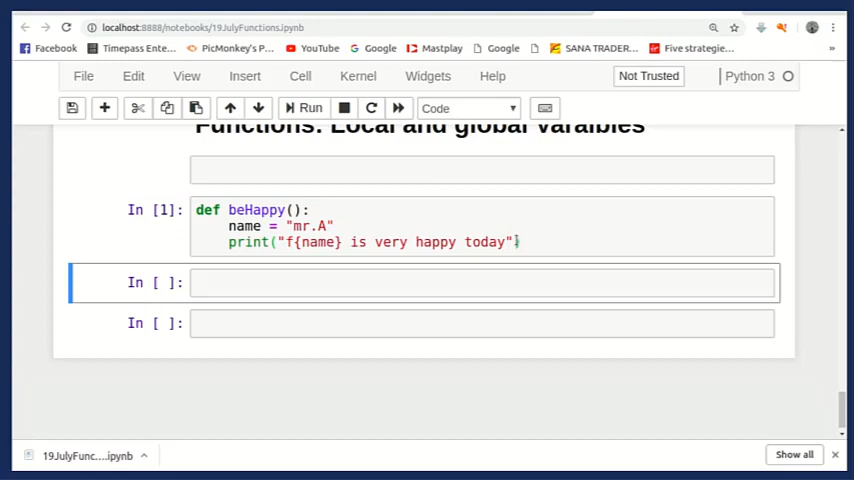 localhost:8888/notebooks/19JulyFunctions.ipynb
Facebook Timepass Ente... PicMonkey's P... YouTube Google Mastplay Google SANA TRADER... Five strategie... »
File Edit View Insert Cell Kernel Widgets Help Not Trusted Python 3
Run Code
Functions: Local and global varaibles
In [1]: def beHappy():
name = "mr.A"
print("f{name} is very happy today")
In [ ]:
In [ ]:
19JulyFunc....ipynb Show all